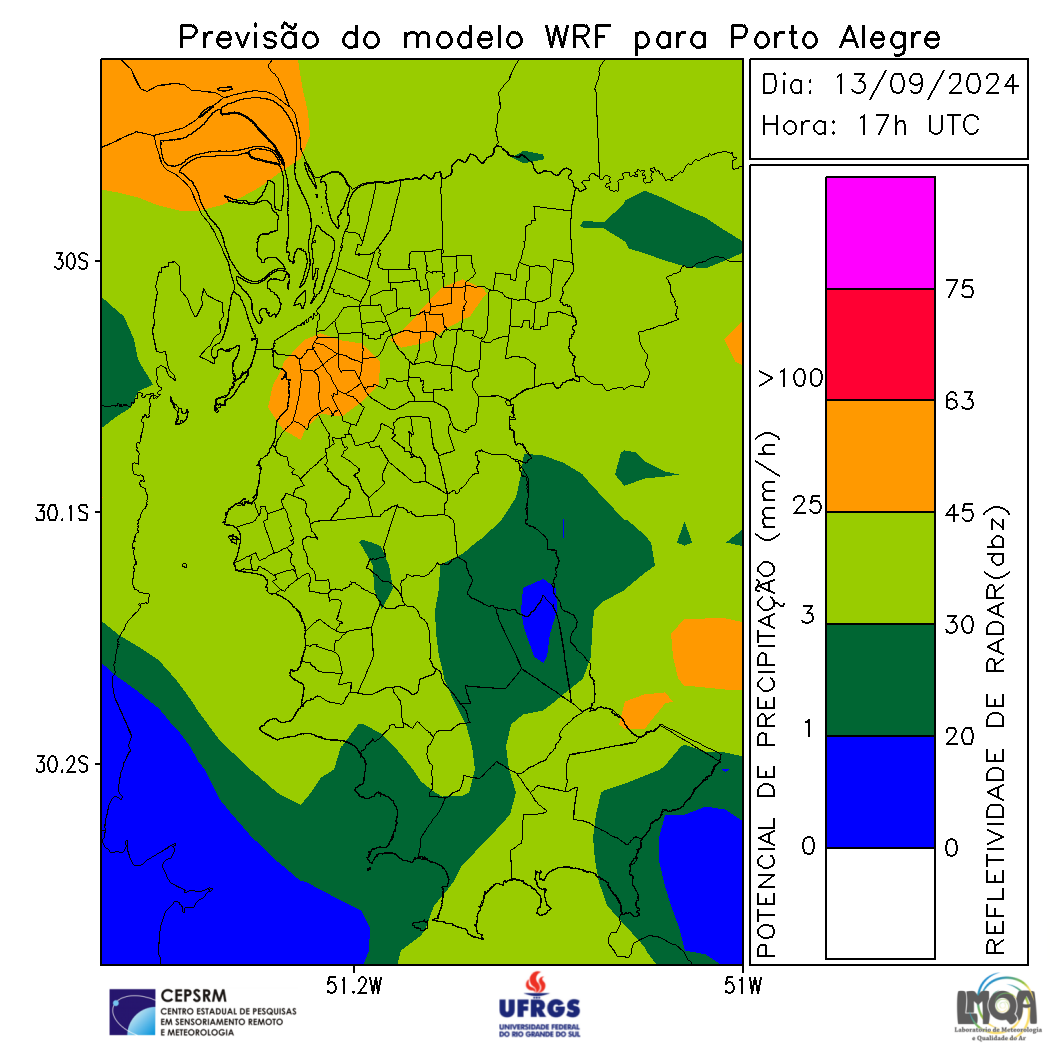 Previsão do modelo WRF para Porto Alegre
Dia: 13/09/2024
Hora: 17h UTC
30S
30.1S
30.2S
51.2W
51W
POTENCIAL DE PRECIPITAÇÃO (mm/h)
>100
25
3
1
0
75
63
45
30
20
0
REFLETIVIDADE DE RADAR(dbz)
CEPSRM
CENTRO ESTADUAL DE PESQUISAS
EM SENSORIAMENTO REMOTO
E METEOROLOGIA
UFRGS
UNIVERSIDADE FEDERAL
DO RIO GRANDE DO SUL
LMQA
Laboratório de Meteorologia
e Qualidade do Ar